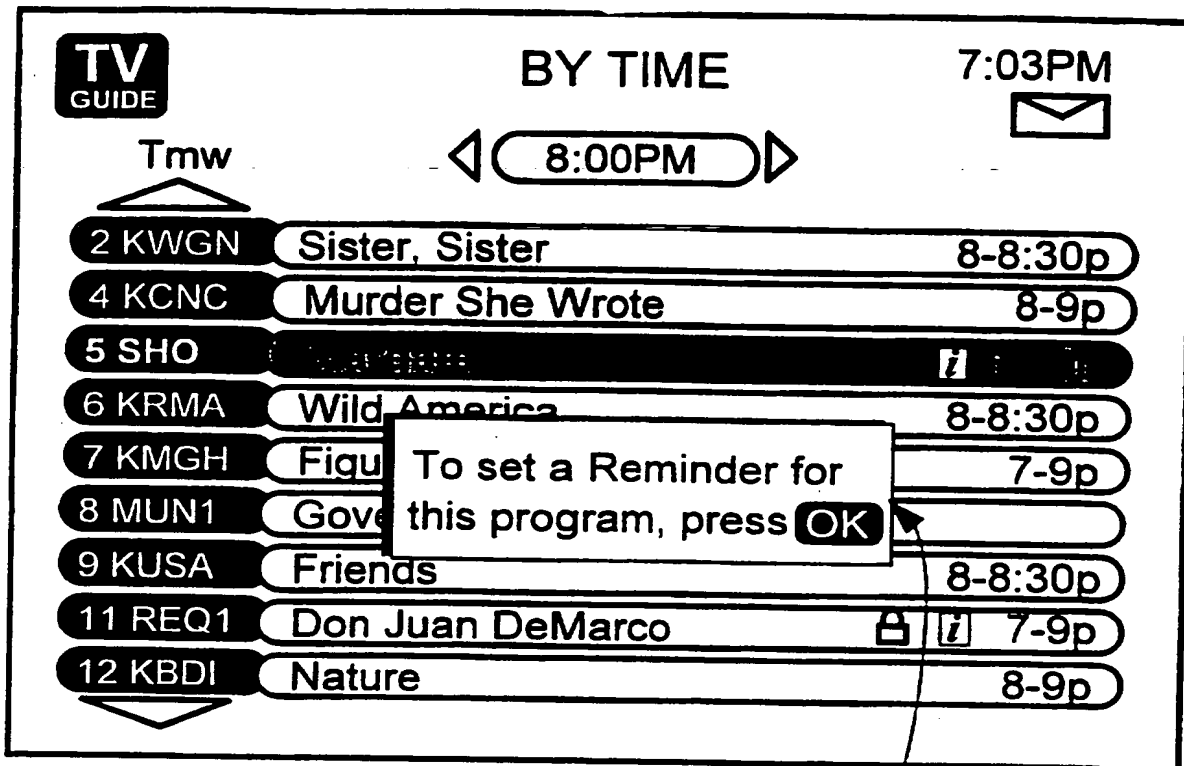 TV
GUIDE
BY TIME
7:03PM
Tmw
8:00PM
2 KWGN Sister, Sister 8-8:30p
4 KCNC Murder She Wrote 8-9p
5 SHO i
6 KRMA Wild America 8-8:30p
7 KMGH Figu 7-9p
8 MUN1 Gove
9 KUSA Friends 8-8:30p
11 REQ1 Don Juan DeMarco i 7-9p
12 KBDI Nature 8-9p
To set a Reminder for
this program, press OK